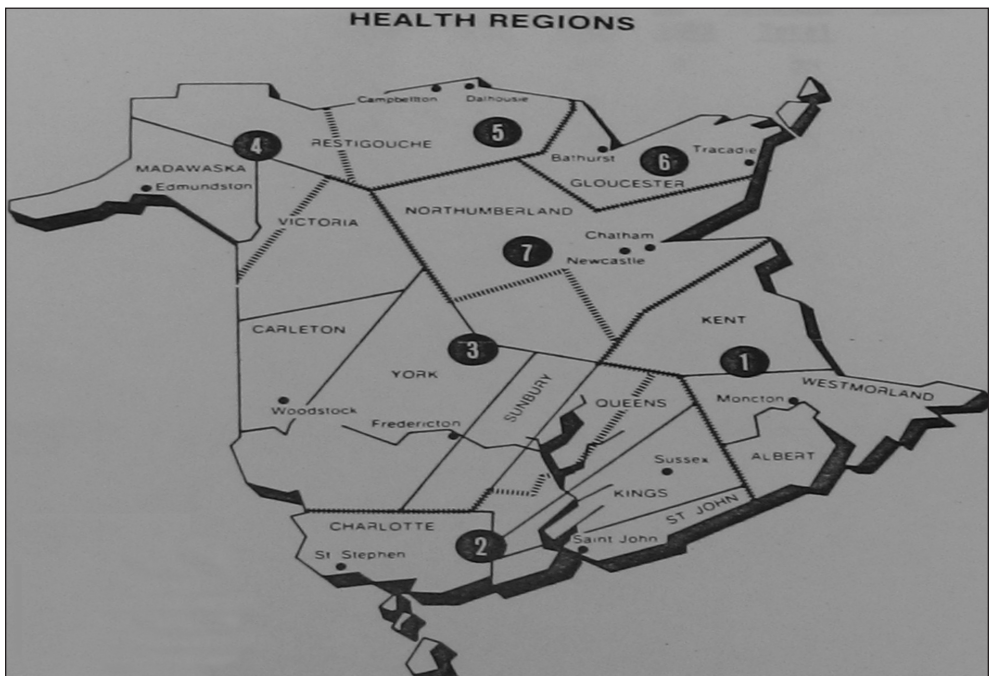 HEALTH REGIONS
Campbellton
Dalhousie
4
RESTIGOUCHE
5
Bathurst
6
Tracadie
MADAWASKA
Edmundston
GLOUCESTER
VICTORIA
NORTHUMBERLAND
7
Chatham
Newcastle
CARLETON
KENT
3
1
YORK
SUNBURY
QUEENS
Moncton
WESTMORLAND
Woodstock
Fredericton
Sussex
ALBERT
KINGS
ST JOHN
CHARLOTTE
2
Saint John
St Stephen